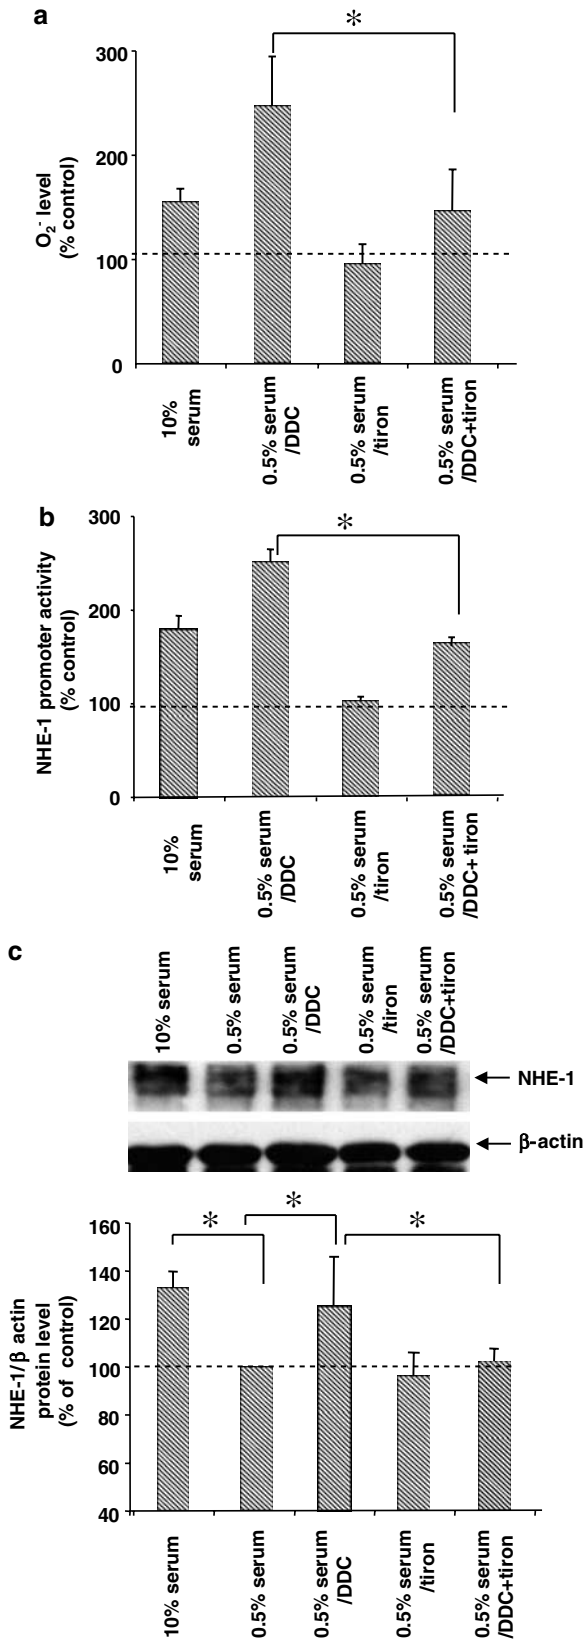 a
*
O₂⁻ level
(% control)
300
200
100
0
10%
serum
0.5% serum
/DDC
0.5% serum
/tiron
0.5% serum
/DDC+tiron
b
*
NHE-1 promoter activity
(% control)
300
200
100
0
10%
serum
0.5% serum
/DDC
0.5% serum
/tiron
0.5% serum
/DDC+ tiron
c
10% serum
0.5% serum
0.5% serum
/DDC
0.5% serum
/tiron
0.5% serum
/DDC+tiron
NHE-1
β-actin
* * *
NHE-1/β actin
protein level
(% of control)
160
140
120
100
80
60
40
10% serum
0.5% serum
0.5% serum
/DDC
0.5% serum
/tiron
0.5% serum
/DDC+tiron